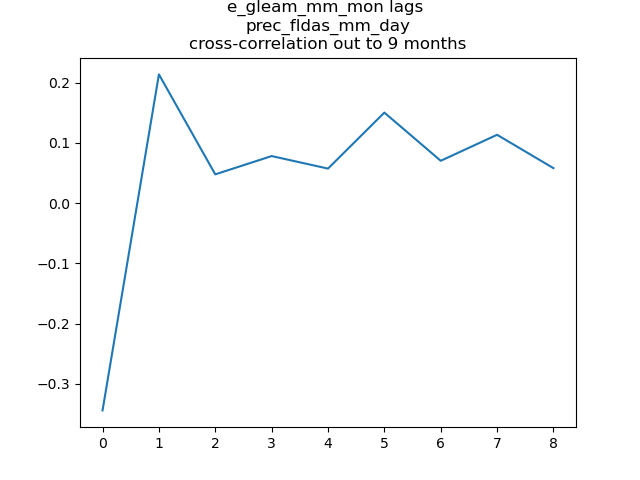 e_gleam_mm_mon lags
prec_fldas_mm_day
cross-correlation out to 9 months
0.2
0.1
0.0
−0.1
−0.2
−0.3
0 1 2 3 4 5 6 7 8